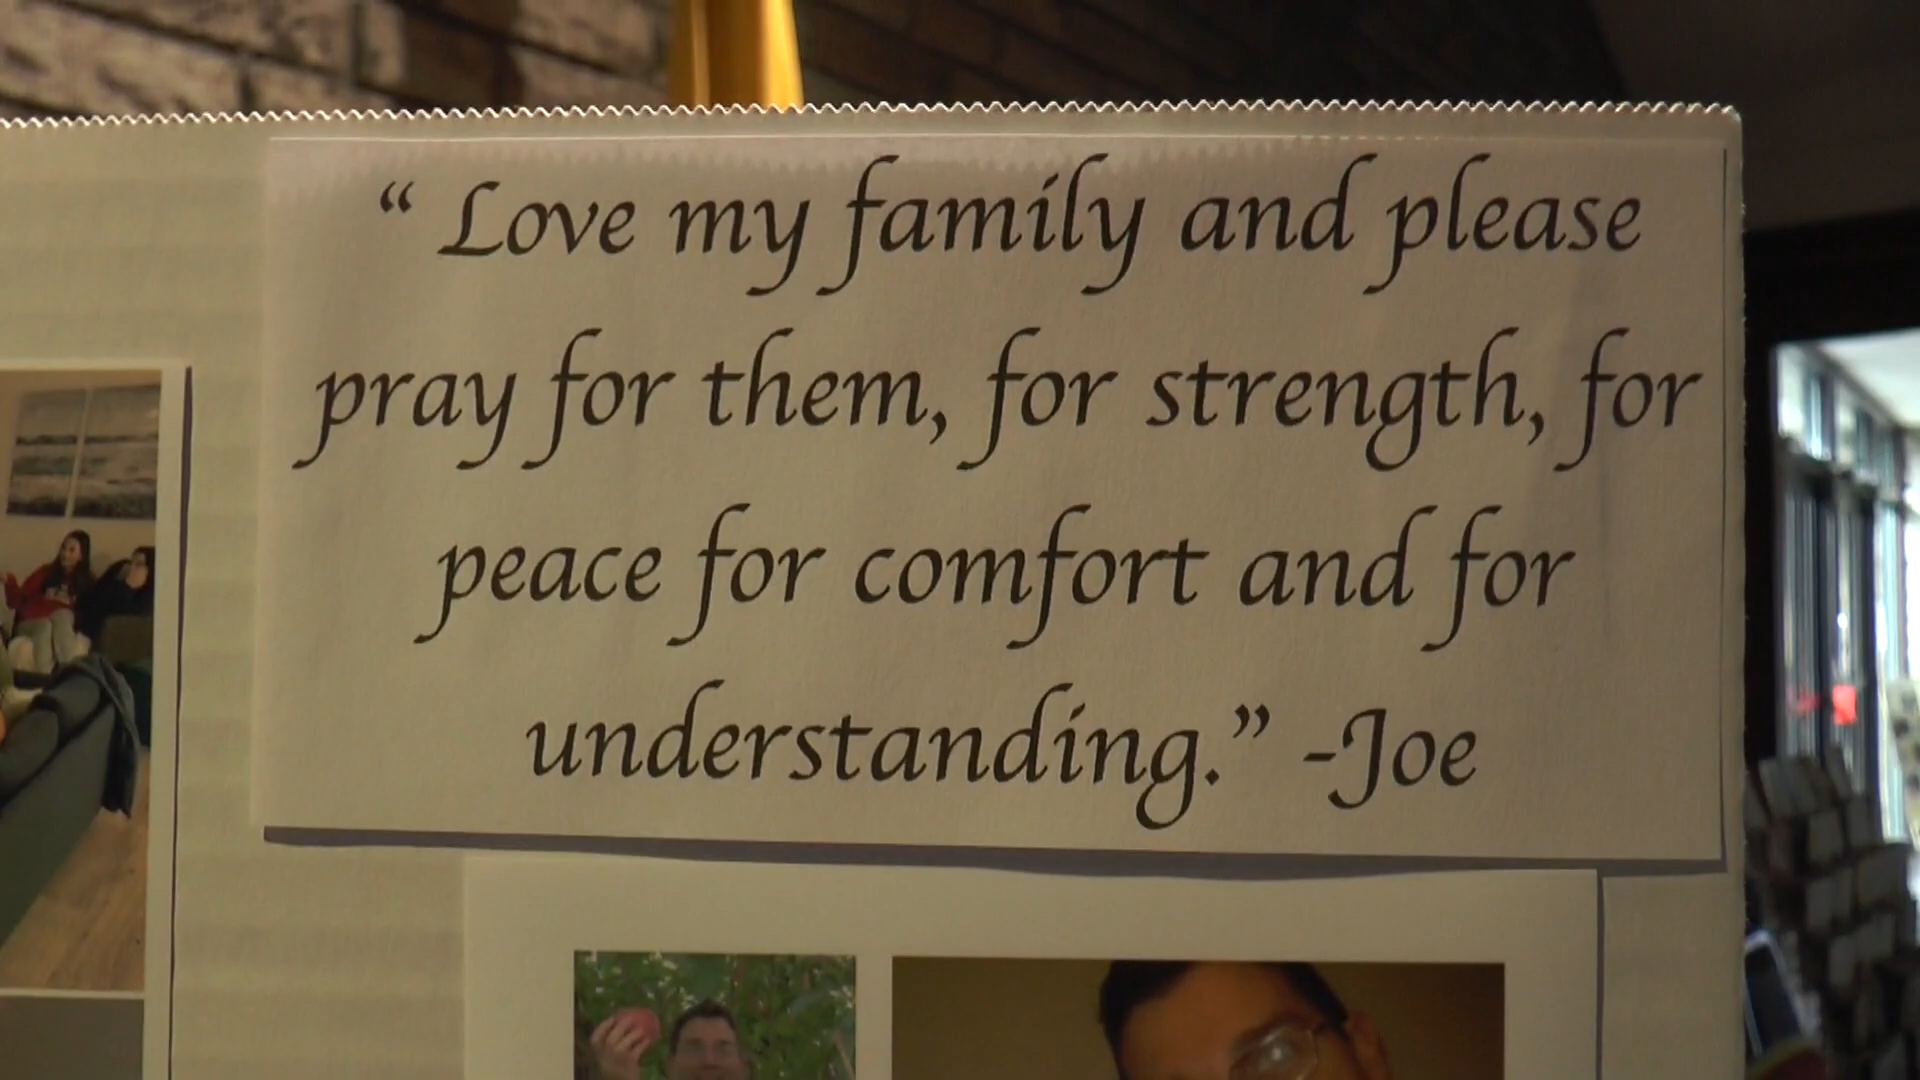 “ Love my family and please
pray for them, for strength, for
peace for comfort and for
understanding.” -Joe